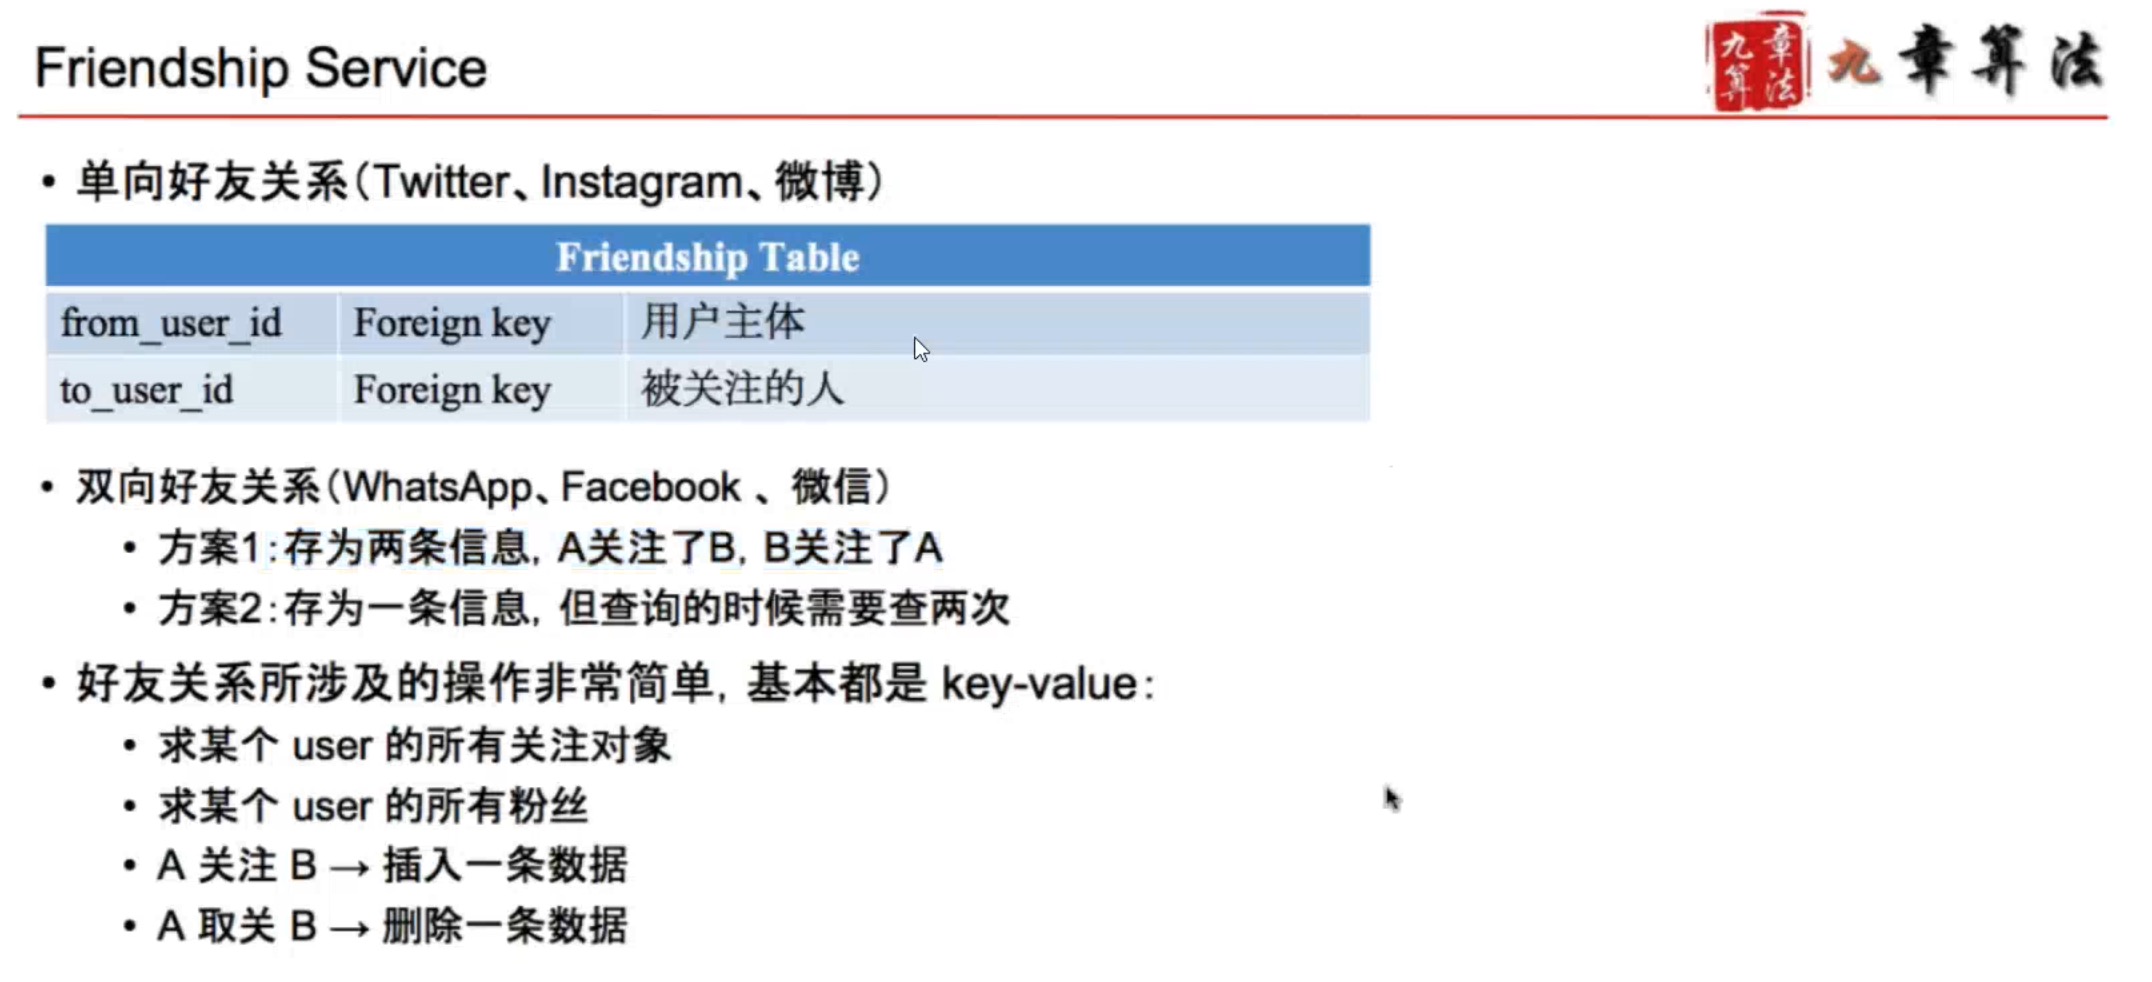 Friendship Service
九章算法
九章算法
• 单向好友关系(Twitter、Instagram、微博)
Friendship Table
from_user_id Foreign key 用户主体
to_user_id Foreign key 被关注的人
• 双向好友关系(WhatsApp、Facebook 、微信)
• 方案1:存为两条信息, A关注了B, B关注了A
• 方案2:存为一条信息, 但查询的时候需要查两次
• 好友关系所涉及的操作非常简单, 基本都是 key-value:
• 求某个 user 的所有关注对象
• 求某个 user 的所有粉丝
• A 关注 B → 插入一条数据
• A 取关 B → 删除一条数据